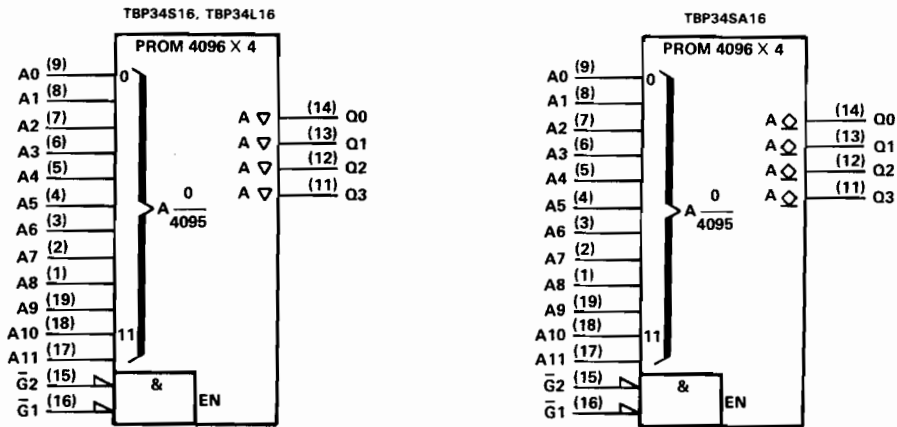 TBP34S16, TBP34L16
PROM 4096 X 4
A0 (9)
0
A1 (8)
A2 (7)
A3 (6)
A4 (5)
A5 (4)
A6 (3)
A7 (2)
A8 (1)
A9 (19)
A10 (18)
11
A11 (17)
G̅2 (15)
G̅1 (16)
A 0
4095
&
EN
A ▽ (14) Q0
A ▽ (13) Q1
A ▽ (12) Q2
A ▽ (11) Q3
TBP34SA16
PROM 4096 X 4
A0 (9)
0
A1 (8)
A2 (7)
A3 (6)
A4 (5)
A5 (4)
A6 (3)
A7 (2)
A8 (1)
A9 (19)
A10 (18)
11
A11 (17)
G̅2 (15)
G̅1 (16)
A 0
4095
&
EN
A ◇ (14) Q0
A ◇ (13) Q1
A ◇ (12) Q2
A ◇ (11) Q3